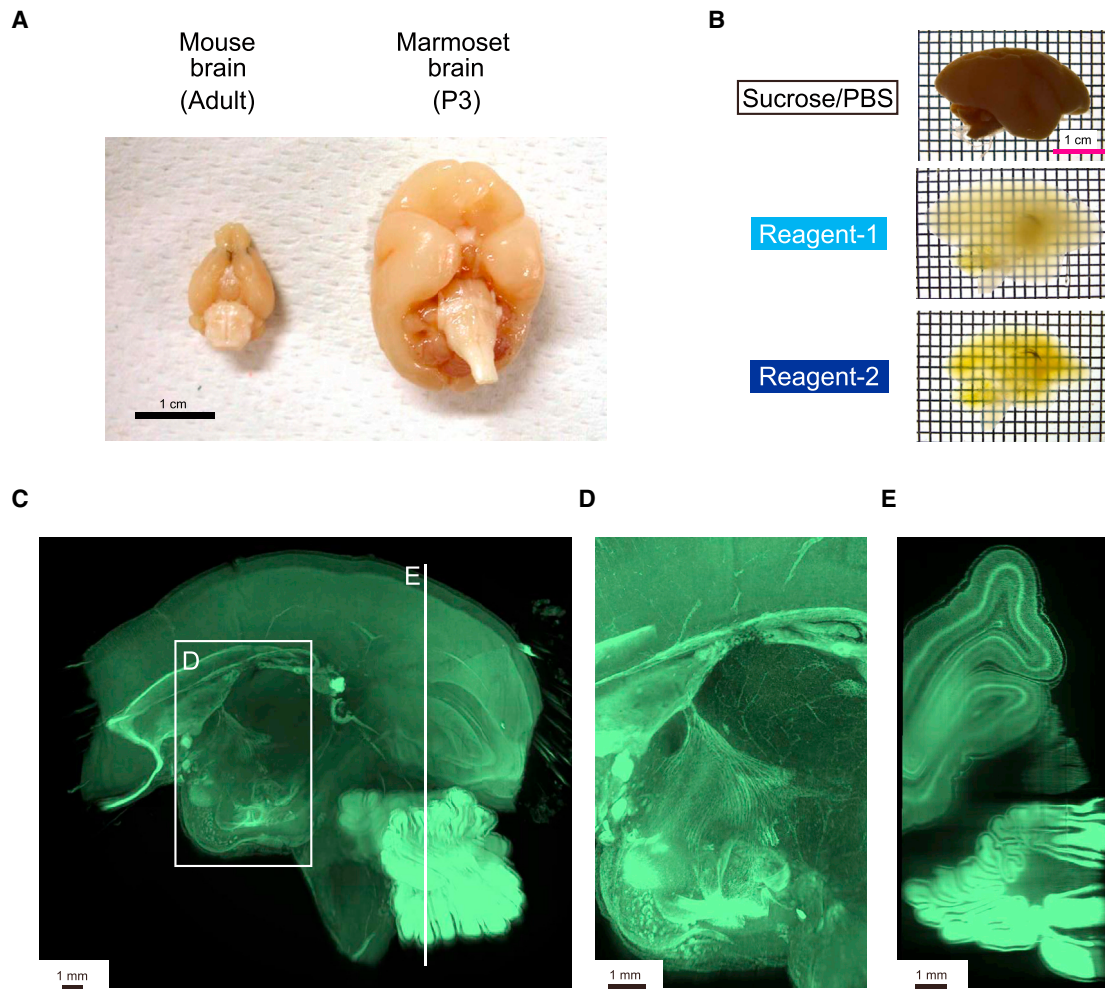 A
Mouse
brain
(Adult)
Marmoset
brain
(P3)
1 cm
B
Sucrose/PBS
1 cm
Reagent-1
Reagent-2
C
E
D
1 mm
D
1 mm
E
1 mm